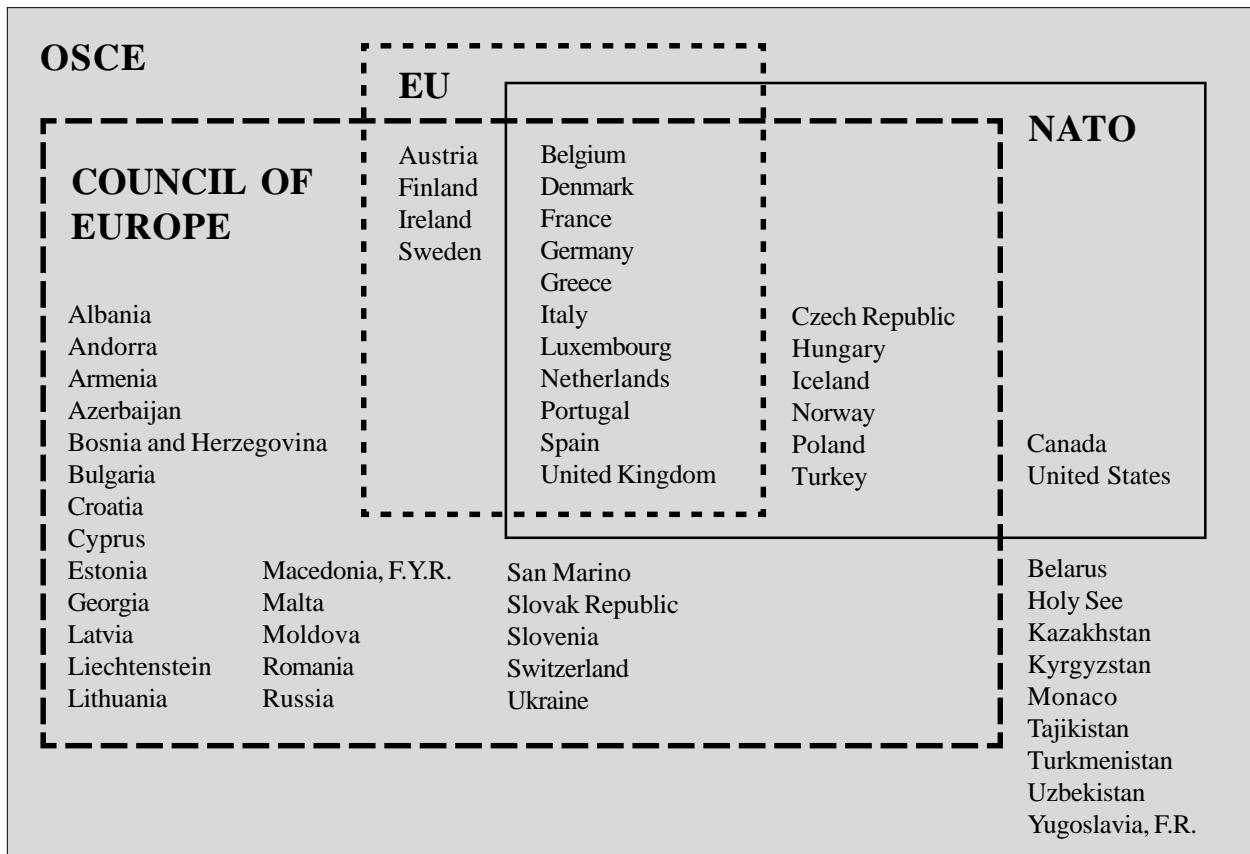 OSCE
EU
NATO
COUNCIL OF
EUROPE
Austria
Finland
Ireland
Sweden
Belgium
Denmark
France
Germany
Greece
Italy
Luxembourg
Netherlands
Portugal
Spain
United Kingdom
Czech Republic
Hungary
Iceland
Norway
Poland
Turkey
Canada
United States
Albania
Andorra
Armenia
Azerbaijan
Bosnia and Herzegovina
Bulgaria
Croatia
Cyprus
Estonia
Georgia
Latvia
Liechtenstein
Lithuania
Macedonia, F.Y.R.
Malta
Moldova
Romania
Russia
San Marino
Slovak Republic
Slovenia
Switzerland
Ukraine
Belarus
Holy See
Kazakhstan
Kyrgyzstan
Monaco
Tajikistan
Turkmenistan
Uzbekistan
Yugoslavia, F.R.